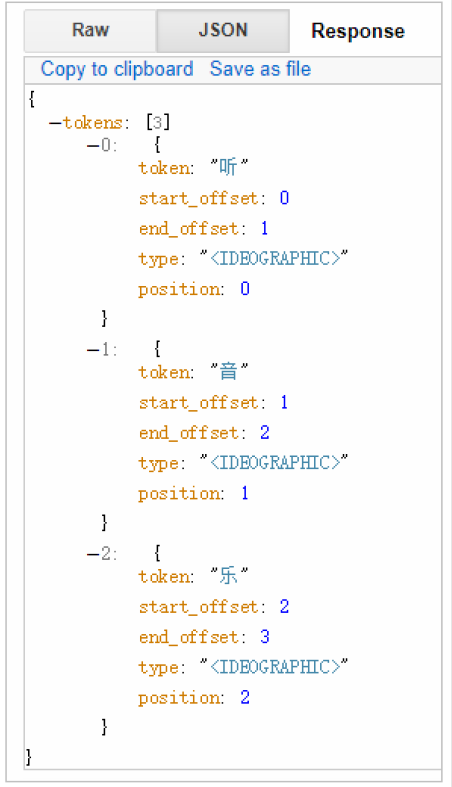 Raw JSON Response
Copy to clipboard Save as file
{
−tokens: [3]
−0: {
token: "听"
start_offset: 0
end_offset: 1
type: "<IDEOGRAPHIC>"
position: 0
}
−1: {
token: "音"
start_offset: 1
end_offset: 2
type: "<IDEOGRAPHIC>"
position: 1
}
−2: {
token: "乐"
start_offset: 2
end_offset: 3
type: "<IDEOGRAPHIC>"
position: 2
}
}